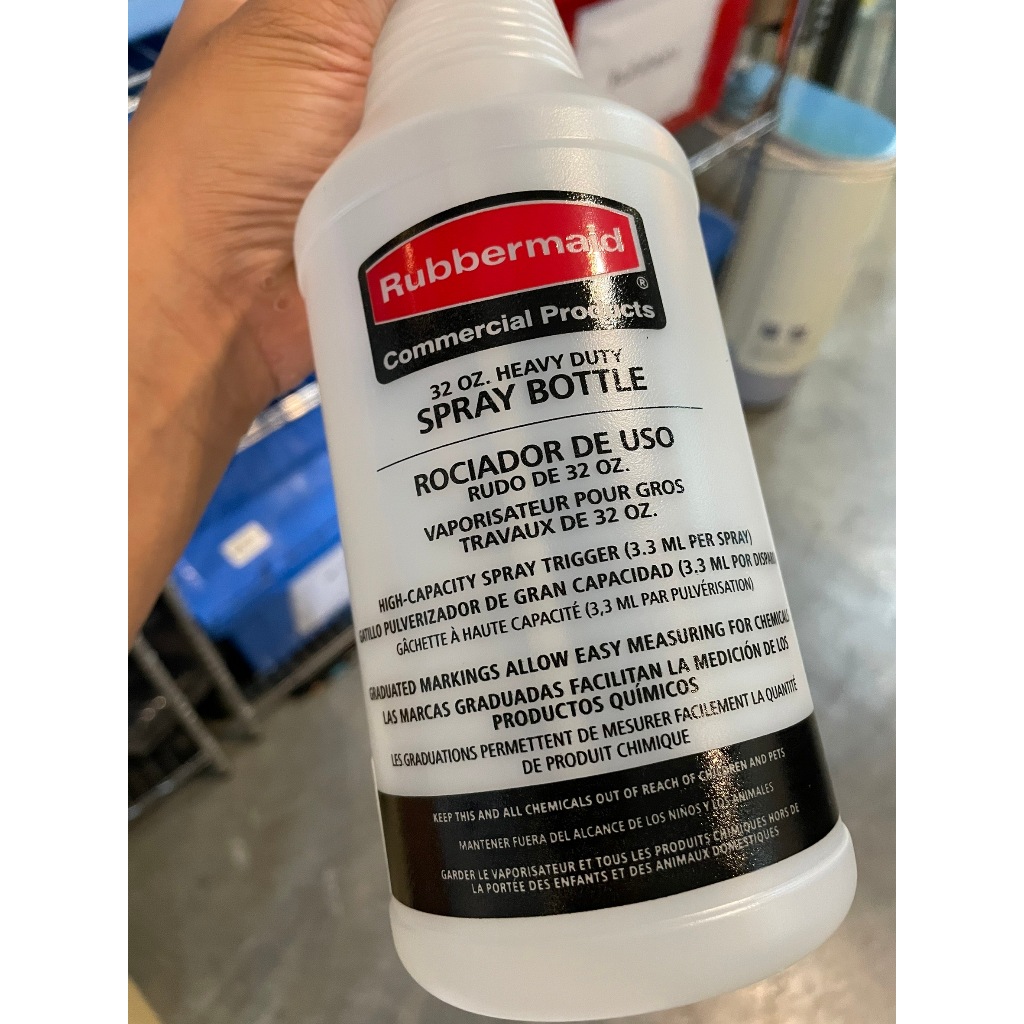 Rubbermaid
®
Commercial Products
32 OZ. HEAVY DUTY
SPRAY BOTTLE
ROCIADOR DE USO
RUDO DE 32 OZ.
VAPORISATEUR POUR GROS
TRAVAUX DE 32 OZ.
HIGH-CAPACITY SPRAY TRIGGER (3.3 ML PER SPRAY)
GATILLO PULVERIZADOR DE GRAN CAPACIDAD (3.3 ML POR
GÂCHETTE À HAUTE CAPACITÉ (3,3 ML PAR PULVÉRISATION)
GRADUATED MARKINGS ALLOW EASY MEASURING FOR
LAS MARCAS GRADUADAS FACILITAN LA MEDICIÓN DE LOS
PRODUCTOS QUÍMICOS
LES GRADUATIONS PERMETTENT DE MESURER FACILEMENT LA QUANTITÉ
DE PRODUIT CHIMIQUE
KEEP THIS AND ALL CHEMICALS OUT OF REACH OF CHILDREN AND PETS
MANTENER FUERA DEL ALCANCE DE LOS NIÑOS Y LOS ANIMALES
GARDER LE VAPORISATEUR ET TOUS LES PRODUITS CHIMIQUES HORS DE
LA PORTÉE DES ENFANTS ET DES ANIMAUX DOMESTIQUES